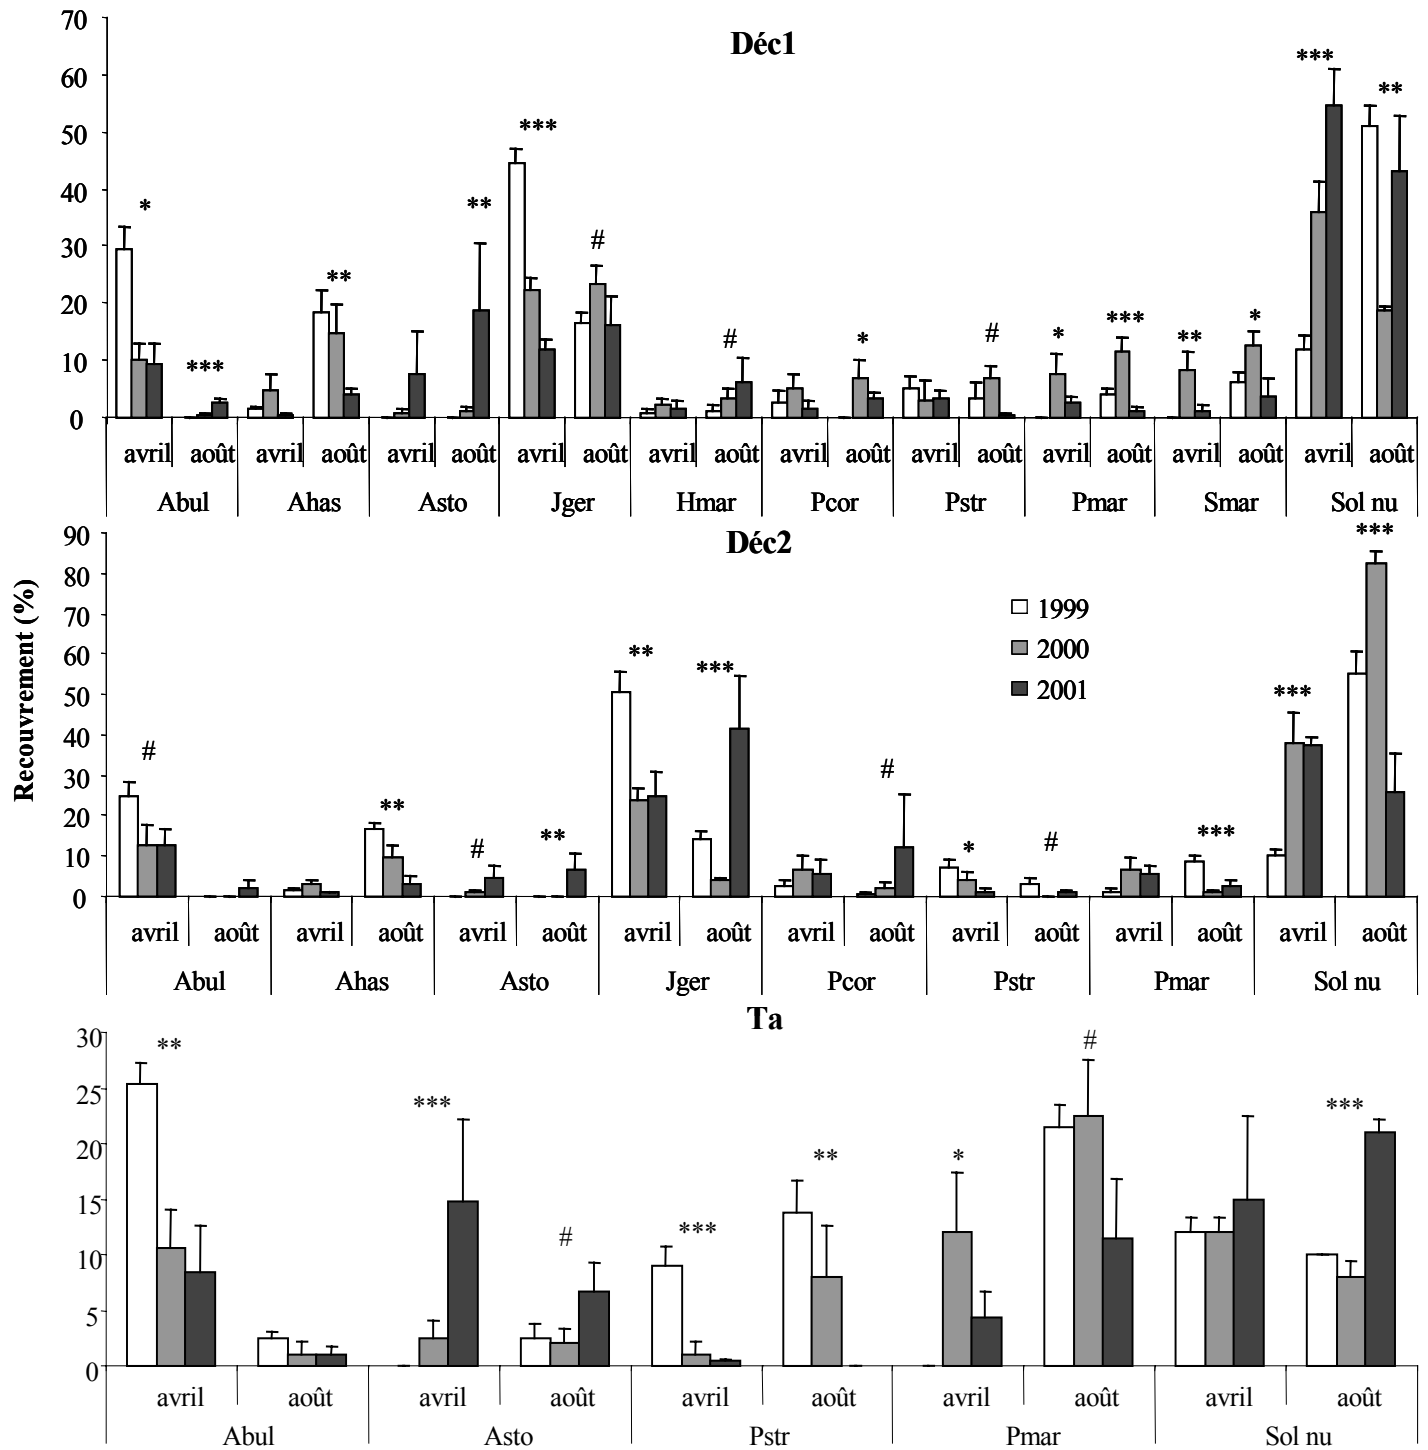 Déc1
70
60
50
40
30
20
10
0
* *** ** ** *** # # * # * *** ** * *** **
avril août avril août avril août avril août avril août avril août avril août avril août avril août avril août
Abul Ahas Asto Jger Hmar Pcor Pstr Pmar Smar Sol nu
Recouvrement (%)
Déc2
90
80
70
60
50
40
30
20
10
0
# ** # ** ** *** # * # *** *** ***
1999
2000
2001
avril août avril août avril août avril août avril août avril août avril août avril août
Abul Ahas Asto Jger Pcor Pstr Pmar Sol nu
Ta
30
25
20
15
10
5
0
** *** # *** ** * # ***
avril août avril août avril août avril août avril août
Abul Asto Pstr Pmar Sol nu